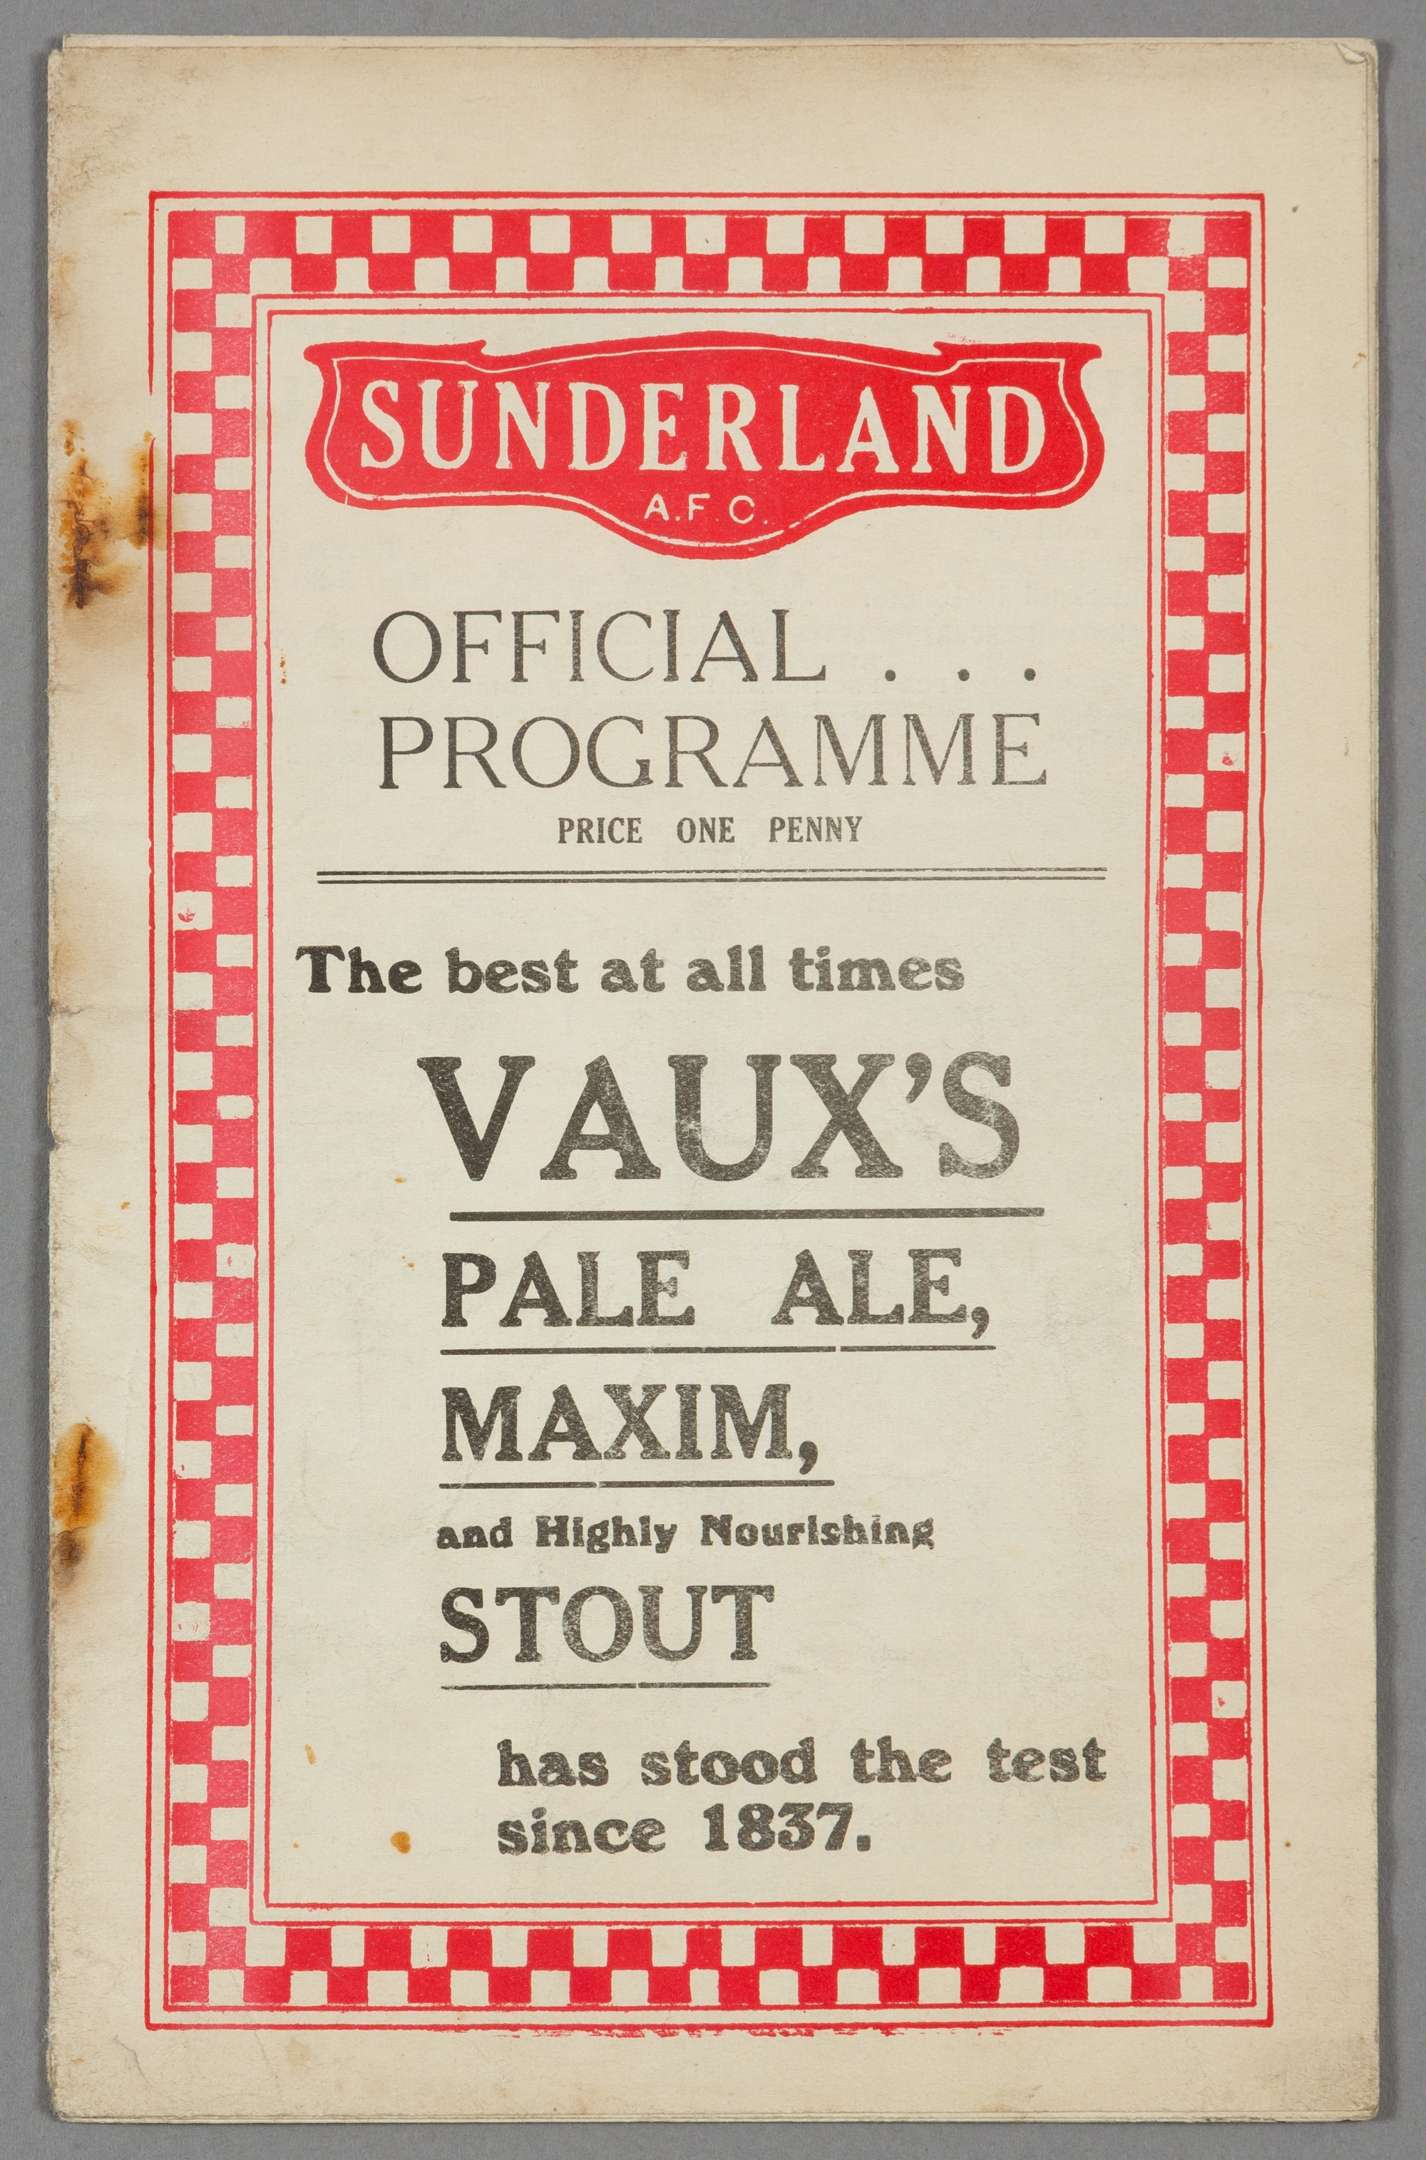 SUNDERLAND
A.F.C.
OFFICIAL . . .
PROGRAMME
PRICE ONE PENNY
The best at all times
VAUX'S
PALE ALE,
MAXIM,
and Highly Nourishing
STOUT
has stood the test
since 1837.